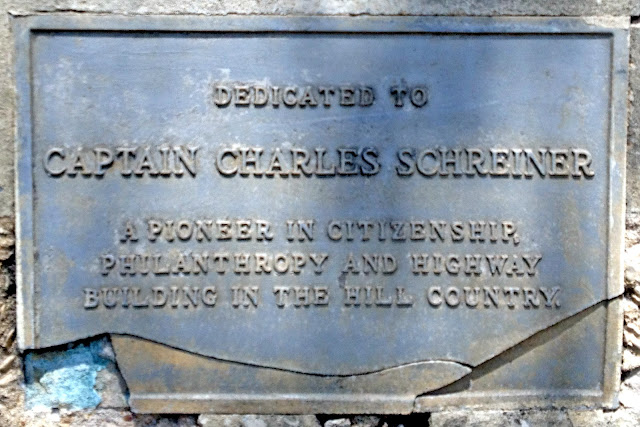 DEDICATED TO
CAPTAIN CHARLES SCHREINER
A PIONEER IN CITIZENSHIP,
PHILANTHROPY AND HIGHWAY
BUILDING IN THE HILL COUNTRY.